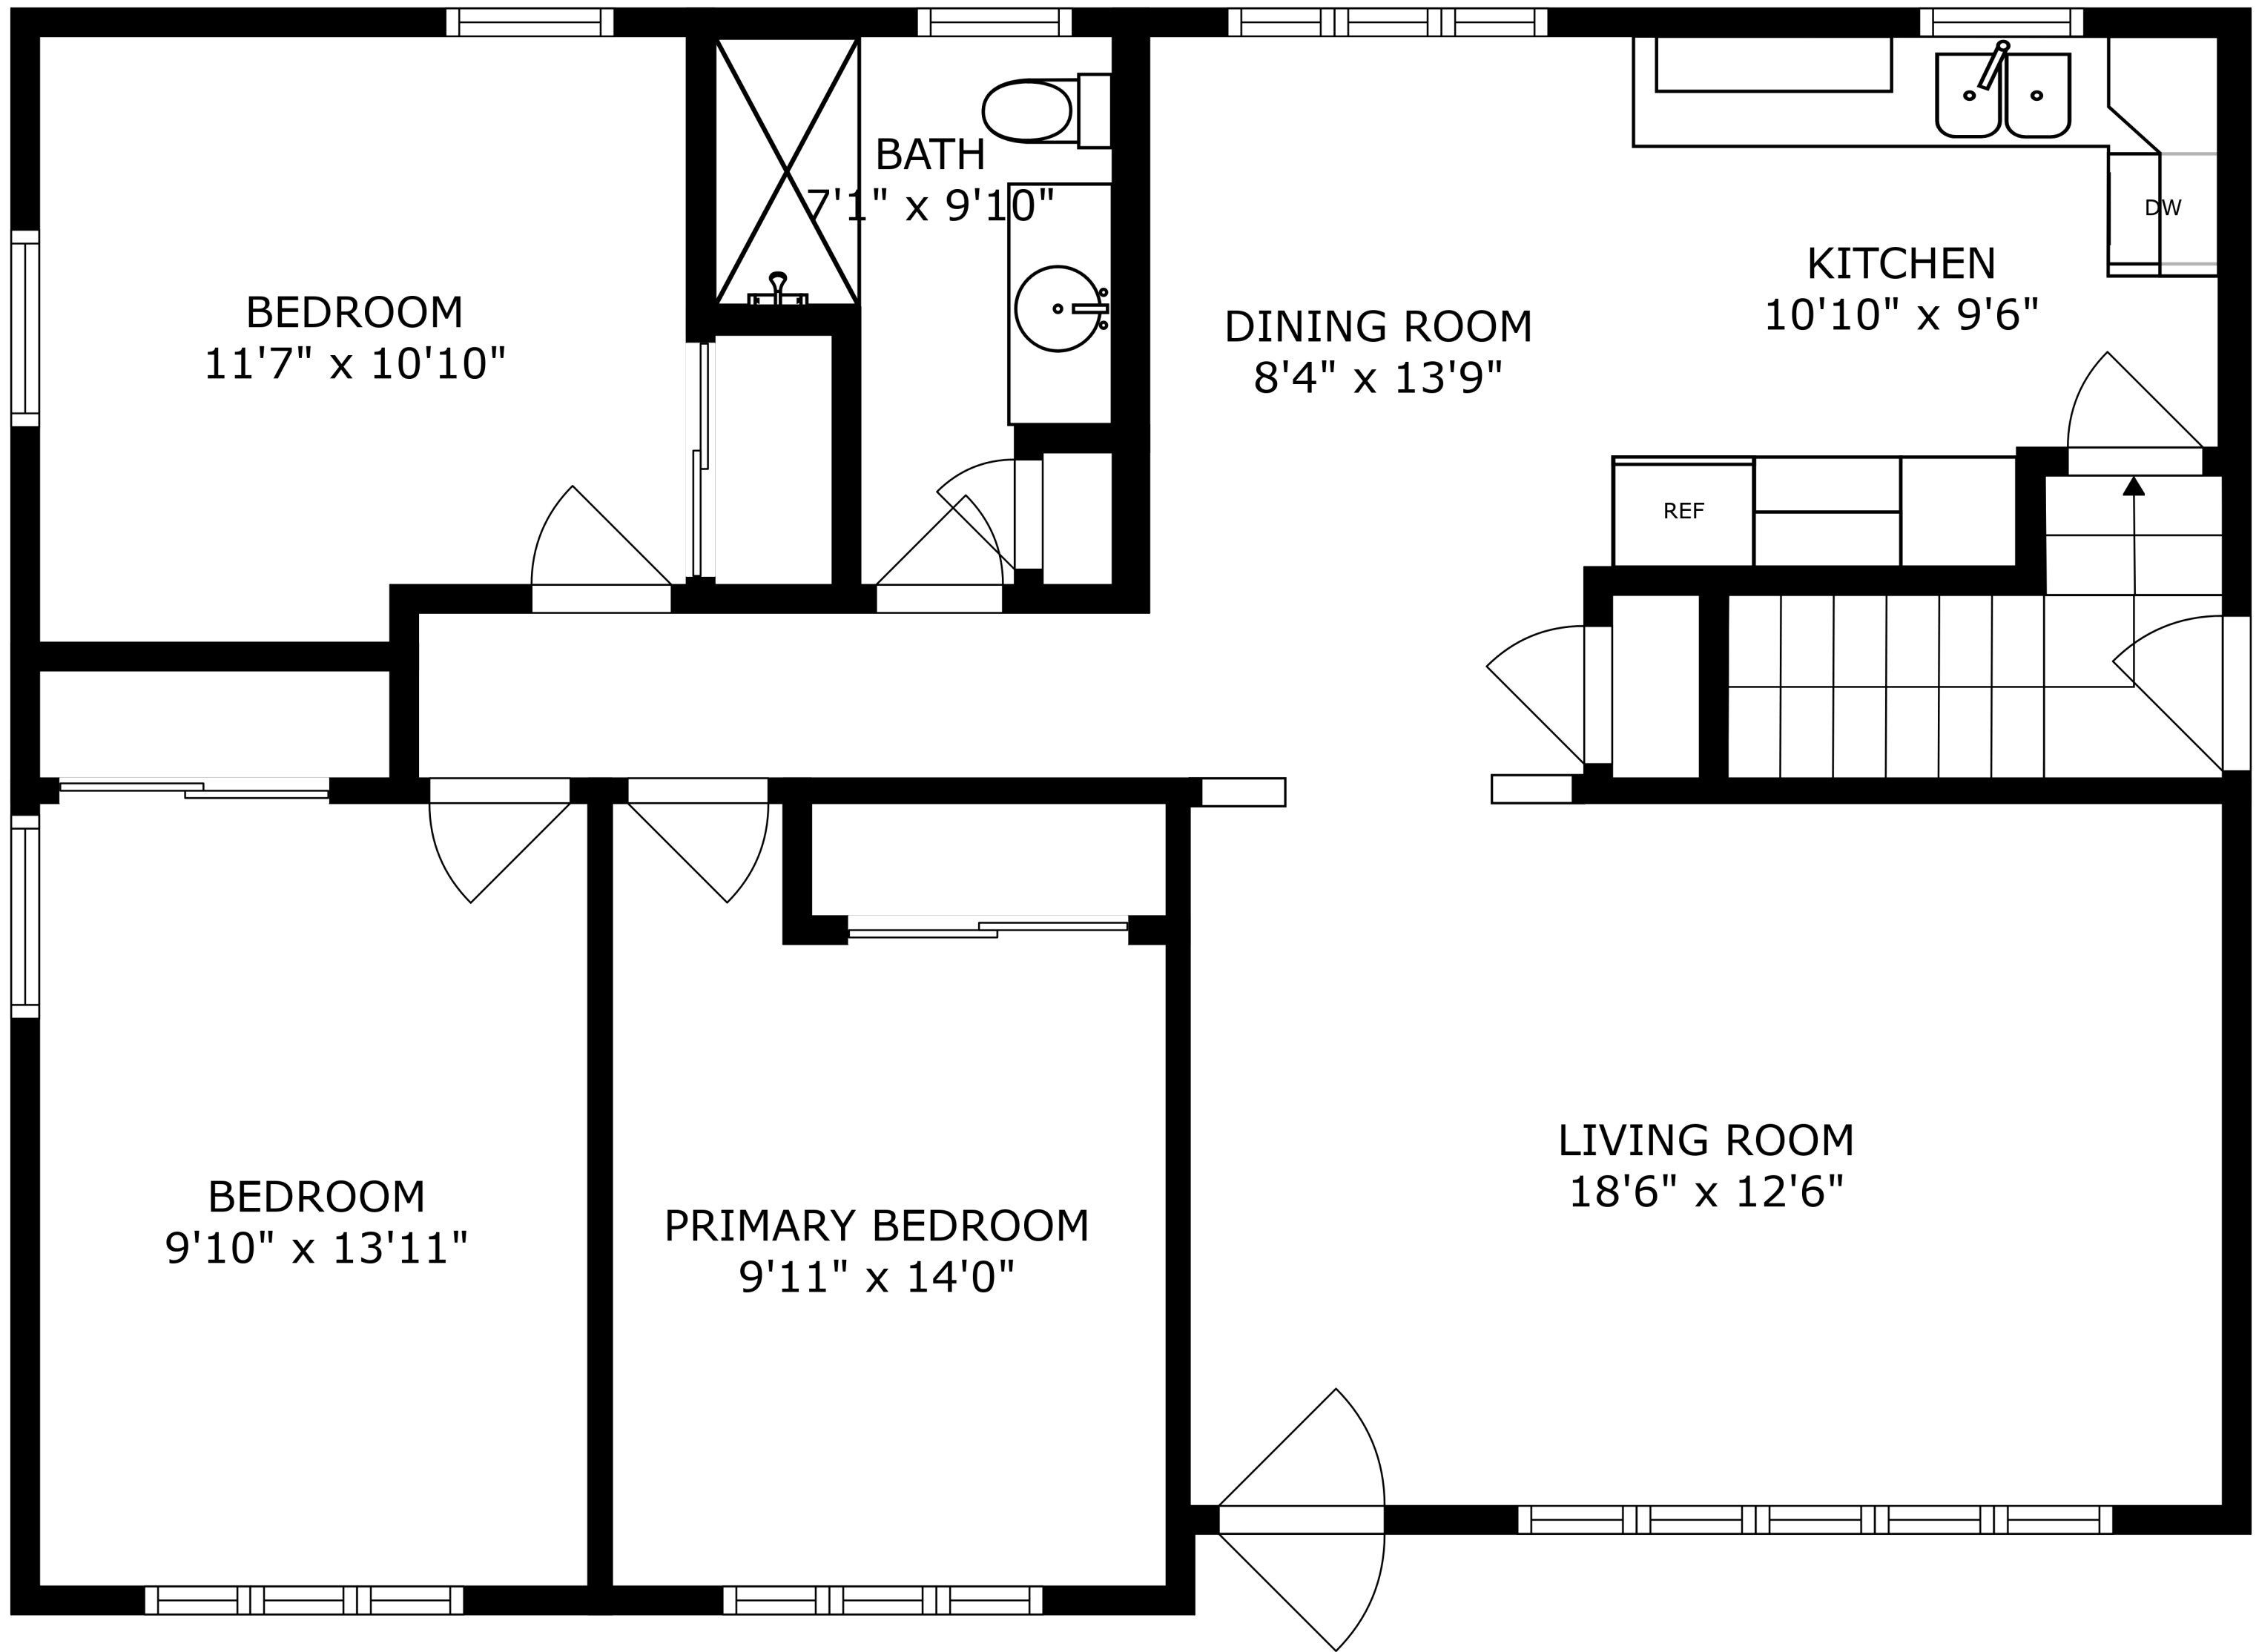 BATH
7'1" x 9'10"
DW
KITCHEN
10'10" x 9'6"
BEDROOM
11'7" x 10'10"
DINING ROOM
8'4" x 13'9"
REF
LIVING ROOM
18'6" x 12'6"
BEDROOM
9'10" x 13'11"
PRIMARY BEDROOM
9'11" x 14'0"